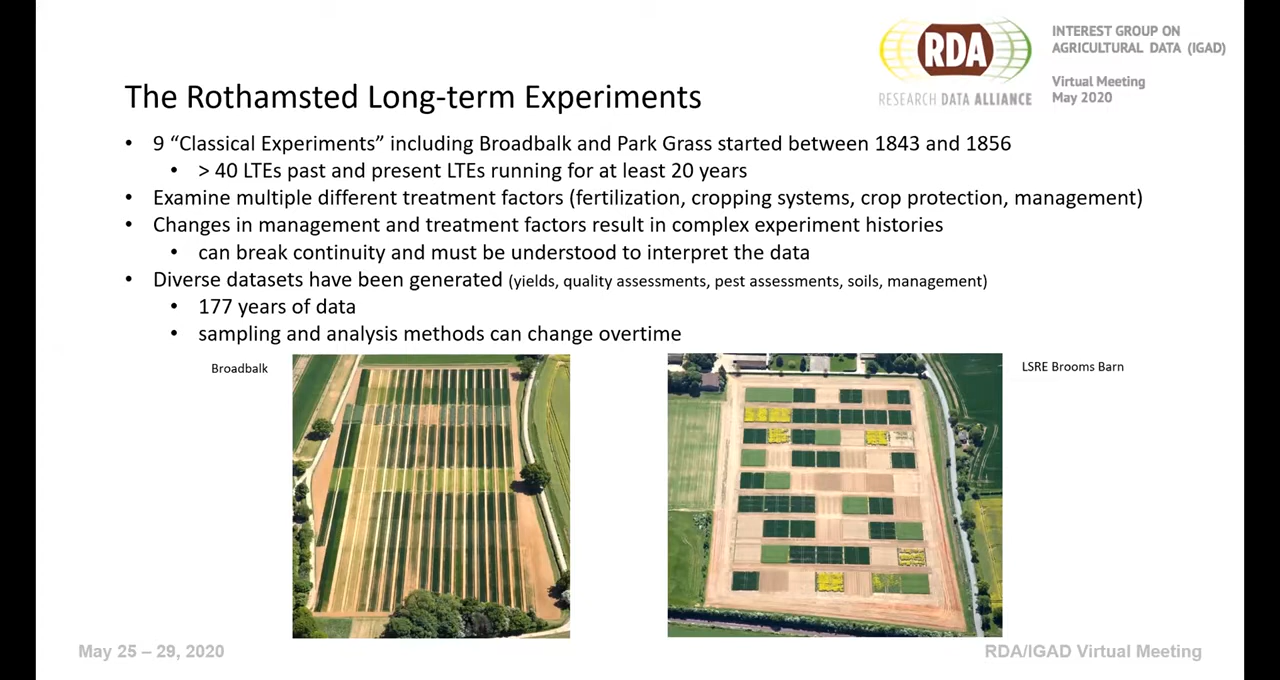 RDA
RESEARCH DATA ALLIANCE
INTEREST GROUP ON
AGRICULTURAL DATA (IGAD)
Virtual Meeting
May 2020
The Rothamsted Long-term Experiments
• 9 “Classical Experiments” including Broadbalk and Park Grass started between 1843 and 1856
• > 40 LTEs past and present LTEs running for at least 20 years
• Examine multiple different treatment factors (fertilization, cropping systems, crop protection, management)
• Changes in management and treatment factors result in complex experiment histories
• can break continuity and must be understood to interpret the data
• Diverse datasets have been generated (yields, quality assessments, pest assessments, soils, management)
• 177 years of data
• sampling and analysis methods can change overtime
Broadbalk
LSRE Brooms Barn
May 25 – 29, 2020
RDA/IGAD Virtual Meeting